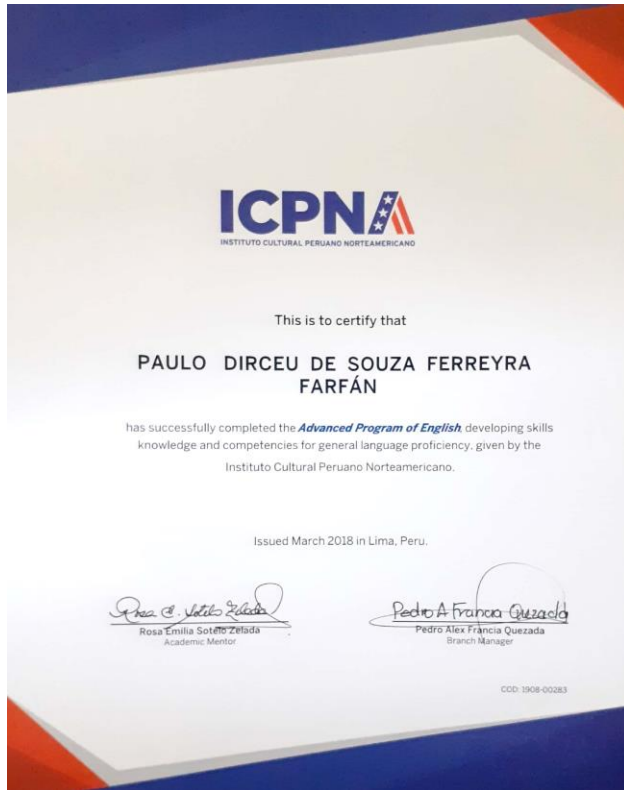 ICPNA
INSTITUTO CULTURAL PERUANO NORTEAMERICANO
This is to certify that
PAULO DIRCEU DE SOUZA FERREYRA
FARFÁN
has successfully completed the Advanced Program of English, developing skills
knowledge and competencies for general language proficiency, given by the
Instituto Cultural Peruano Norteamericano.
Issued March 2018 in Lima, Peru.
Rosa E. Sotelo Zelada
Pedro A Francia Quezada
Rosa Emilia Sotelo Zelada
Pedro Alex Francia Quezada
Academic Mentor
Branch Manager
COD: 1908-00283